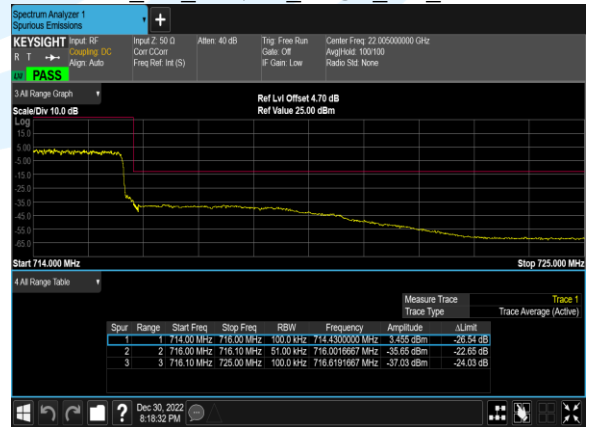 Spectrum Analyzer 1
Spurious Emissions
+
KEYSIGHT Input: RF Input Z: 50 Ω Atten: 40 dB Trig: Free Run Center Freq: 22.005000000 GHz
R T Coupling: DC Corr CCorr Gate: Off Avg|Hold: 100/100
Align: Auto Freq Ref: Int (S) IF Gain: Low Radio Std: None
PASS
3 All Range Graph
Ref Lvl Offset 4.70 dB
Scale/Div 10.0 dB Ref Value 25.00 dBm
Log
15.0
5.00
-5.00
-15.0
-25.0
-35.0
-45.0
-55.0
-65.0
Start 714.000 MHz Stop 725.000 MHz
4 All Range Table
Measure Trace Trace 1
Trace Type Trace Average (Active)
Spur Range Start Freq Stop Freq RBW Frequency Amplitude ΔLimit
1 1 714.00 MHz 716.00 MHz 100.0 kHz 714.4300000 MHz 3.455 dBm -26.54 dB
2 2 716.00 MHz 716.10 MHz 51.00 kHz 716.0016667 MHz -35.65 dBm -22.65 dB
3 3 716.10 MHz 725.00 MHz 100.0 kHz 716.6191667 MHz -37.03 dBm -24.03 dB
? Dec 30, 2022
8:18:32 PM